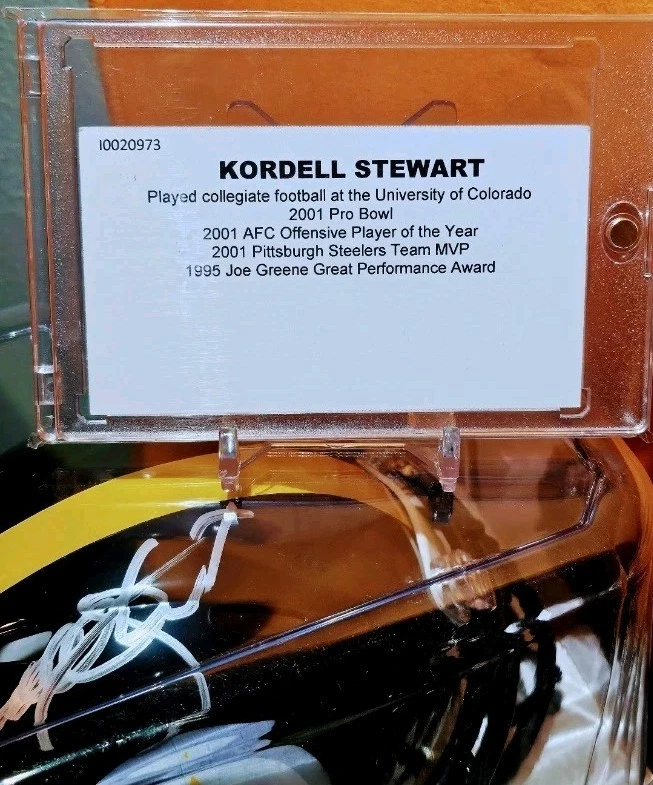 10020973
KORDELL STEWART
Played collegiate football at the University of Colorado
2001 Pro Bowl
2001 AFC Offensive Player of the Year
2001 Pittsburgh Steelers Team MVP
1995 Joe Greene Great Performance Award